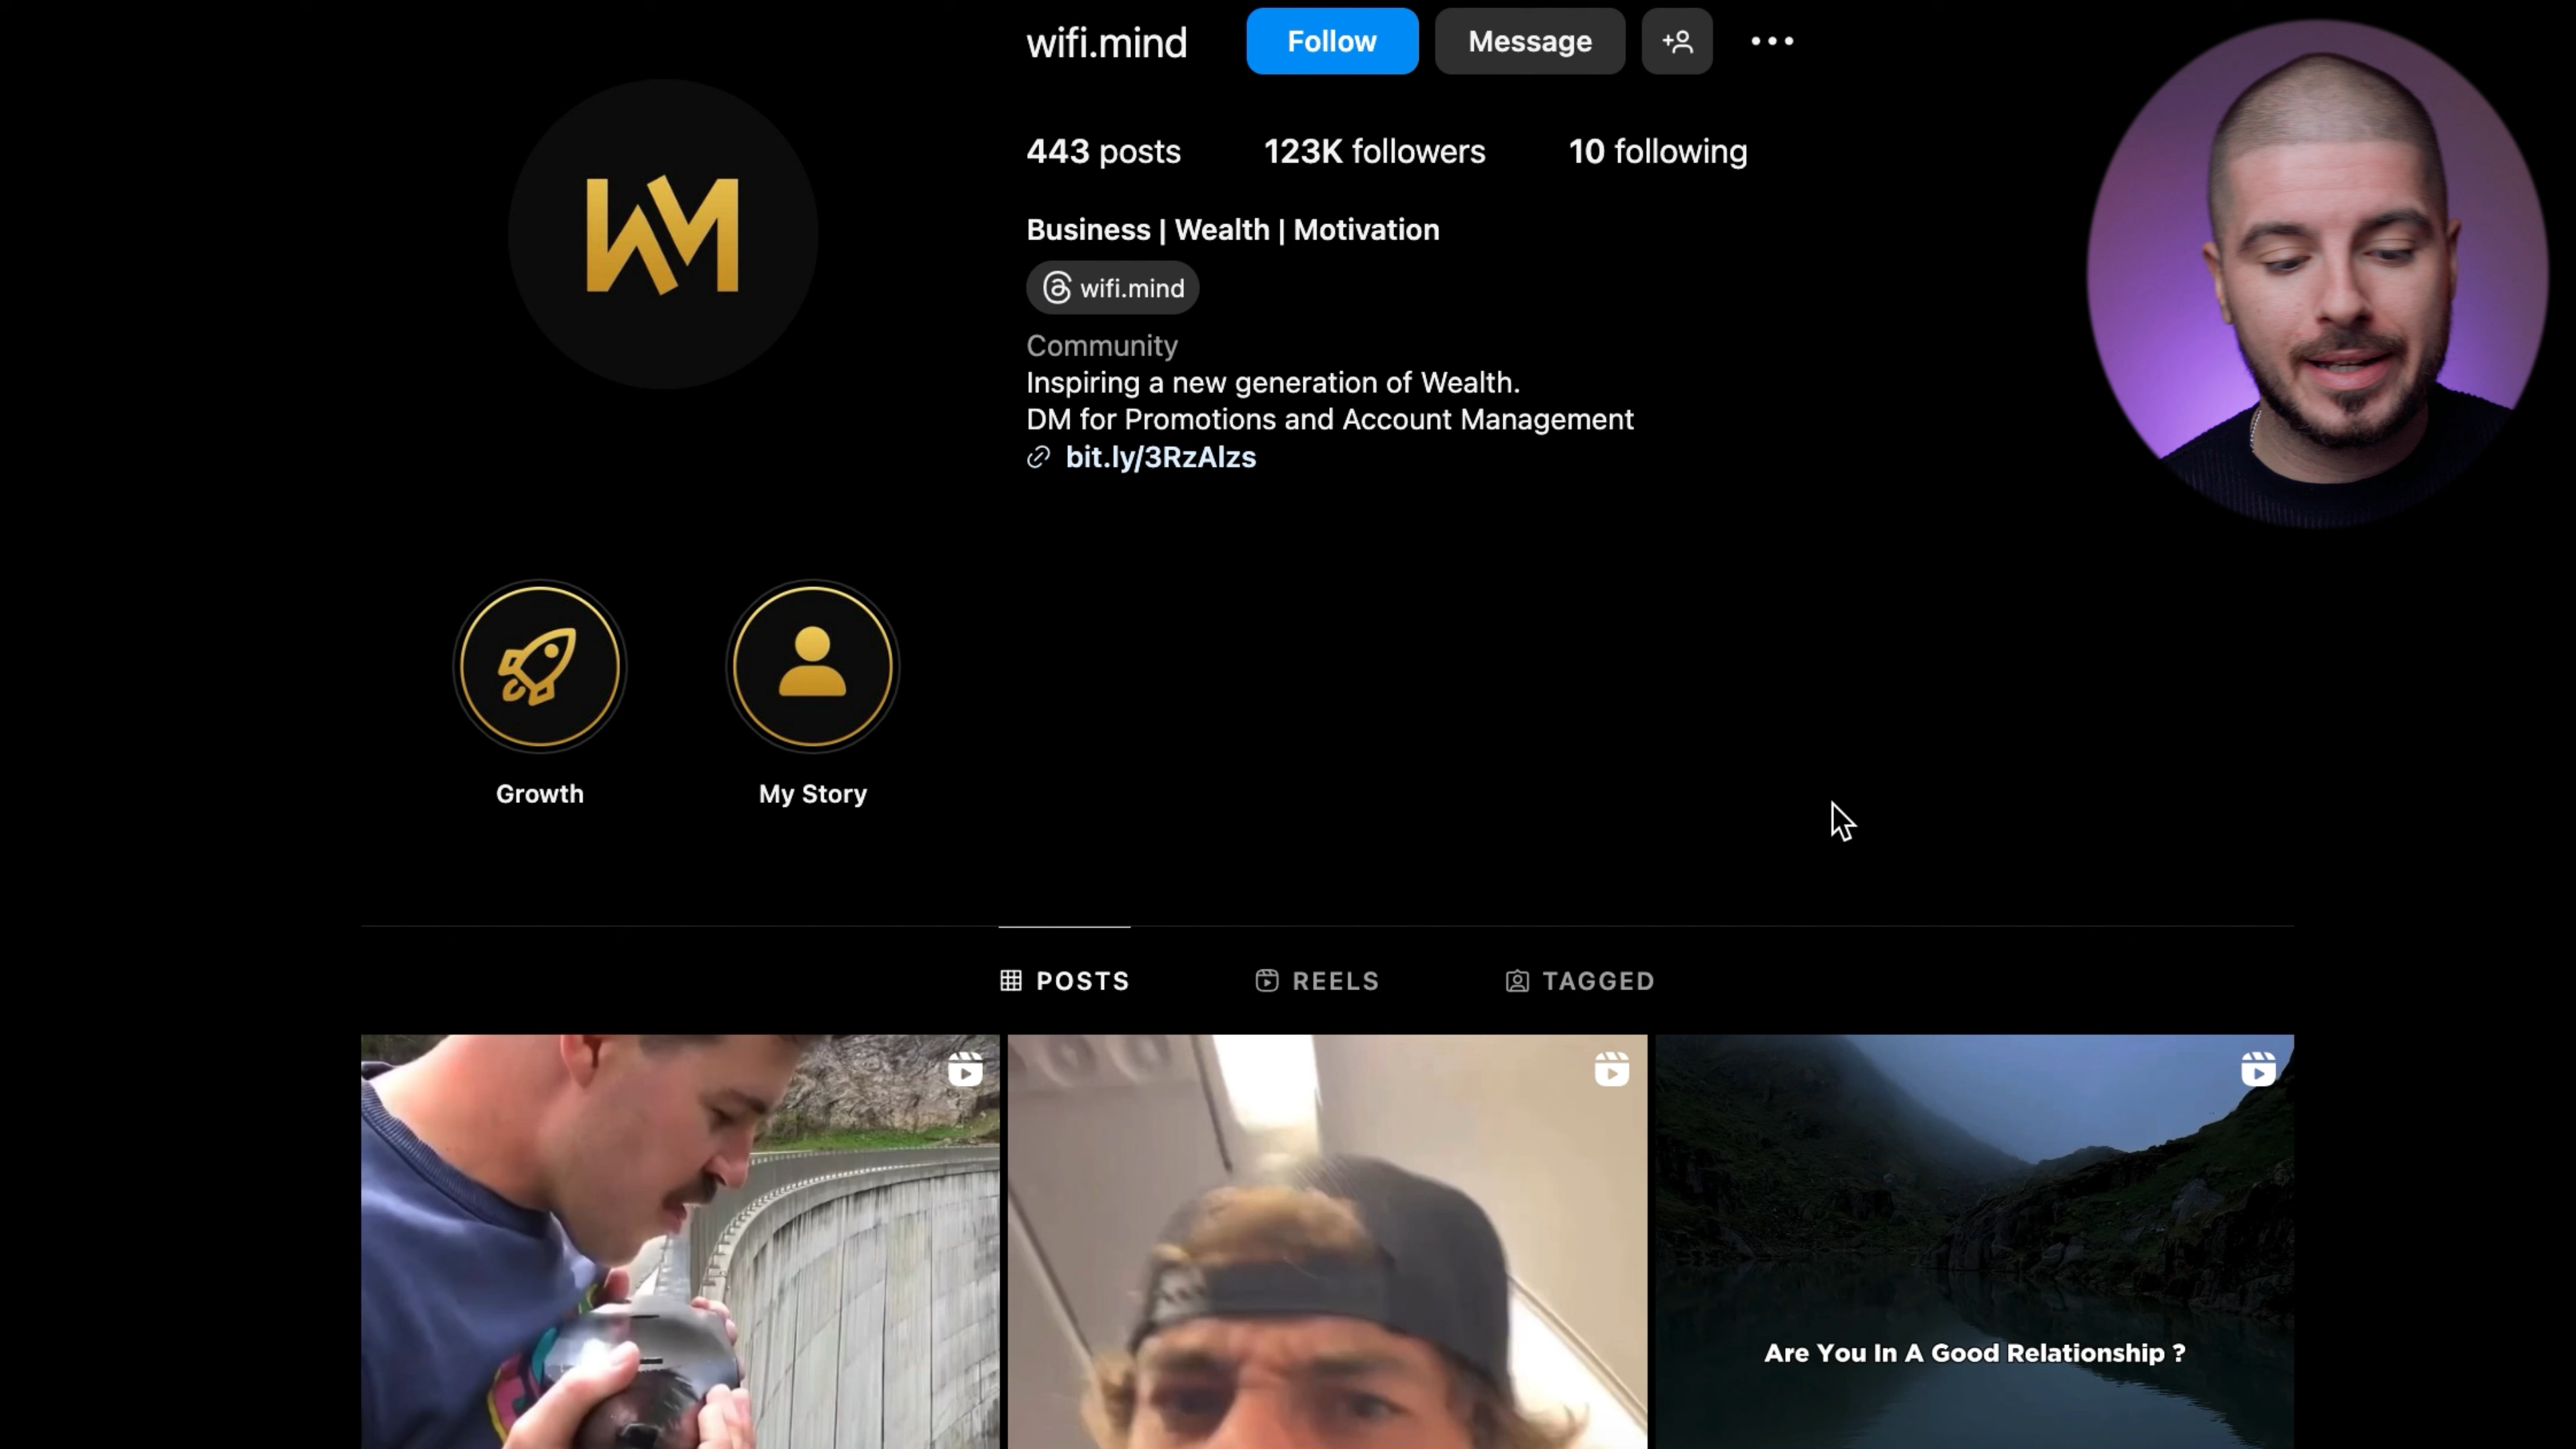 wifi.mind
Follow
Message
443 posts
123K followers
10 following
Business | Wealth | Motivation
wifi.mind
Community
Inspiring a new generation of Wealth.
DM for Promotions and Account Management
bit.ly/3RzAlzs
WM
Growth
My Story
POSTS
REELS
TAGGED
Are You In A Good Relationship ?